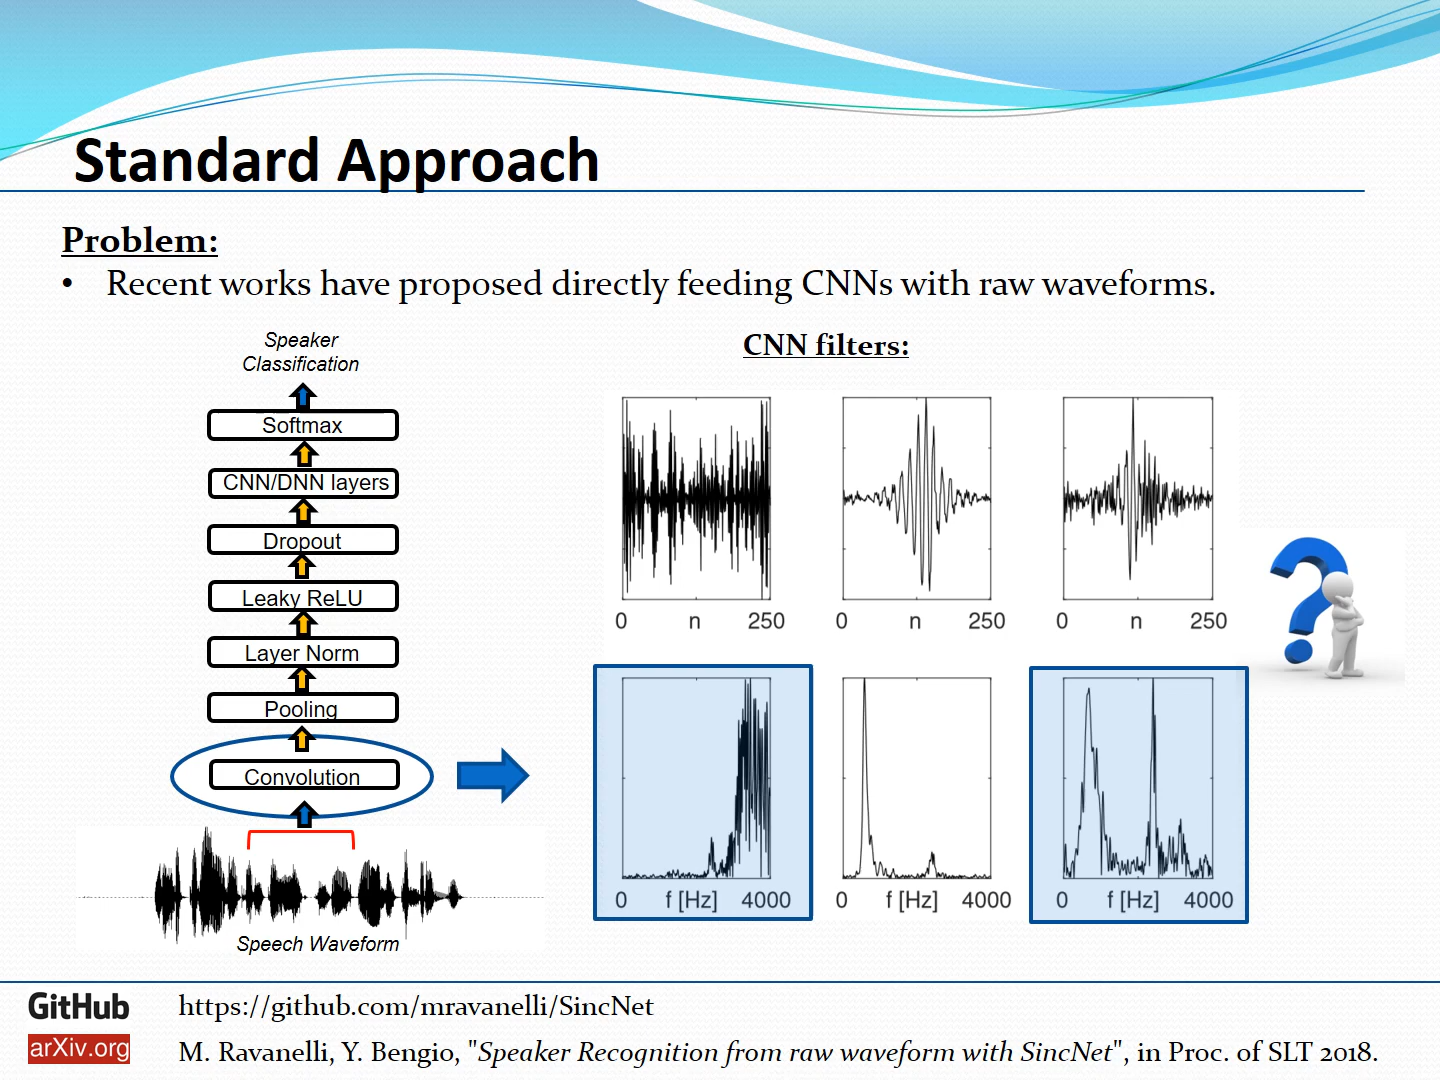 Standard Approach
Problem:
• Recent works have proposed directly feeding CNNs with raw waveforms.
Speaker
Classification
Softmax
CNN/DNN layers
Dropout
Leaky ReLU
Layer Norm
Pooling
Convolution
Speech Waveform
CNN filters:
0 n 250
0 n 250
0 n 250
0 f [Hz] 4000
0 f [Hz] 4000
0 f [Hz] 4000
GitHub https://github.com/mravanelli/SincNet
arXiv.org M. Ravanelli, Y. Bengio, "Speaker Recognition from raw waveform with SincNet", in Proc. of SLT 2018.